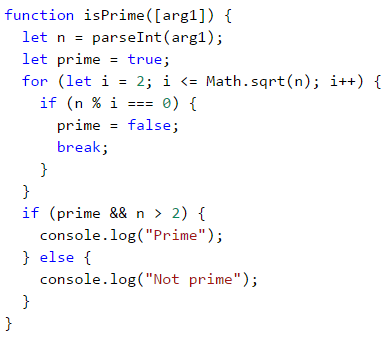 function isPrime([arg1]) {
  let n = parseInt(arg1);
  let prime = true;
  for (let i = 2; i <= Math.sqrt(n); i++) {
    if (n % i === 0) {
      prime = false;
      break;
    }
  }
  if (prime && n > 2) {
    console.log("Prime");
  } else {
    console.log("Not prime");
  }
}